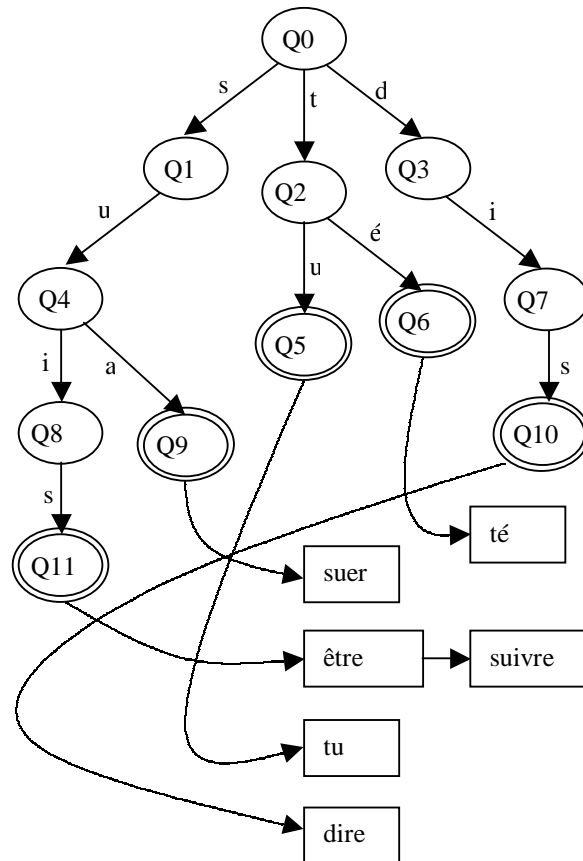 Q0
s
t
d
Q1
Q2
Q3
u
é
i
u
Q4
Q5
Q6
Q7
i
a
s
Q8
Q9
Q10
s
té
Q11
suer
être
suivre
tu
dire